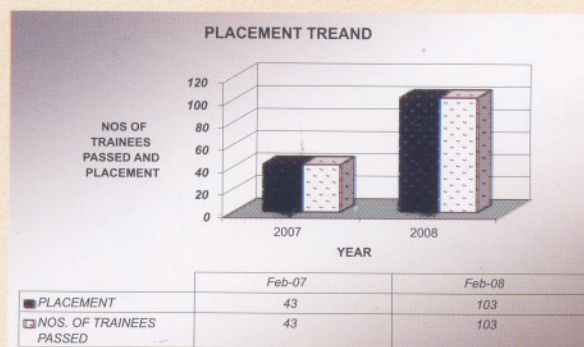 PLACEMENT TREAND
120
100
80
60
40
20
0
NOS OF
TRAINEES
PASSED AND
PLACEMENT
2007 2008
YEAR
Feb-07 Feb-08
PLACEMENT 43 103
NOS. OF TRAINEES 43 103
PASSED